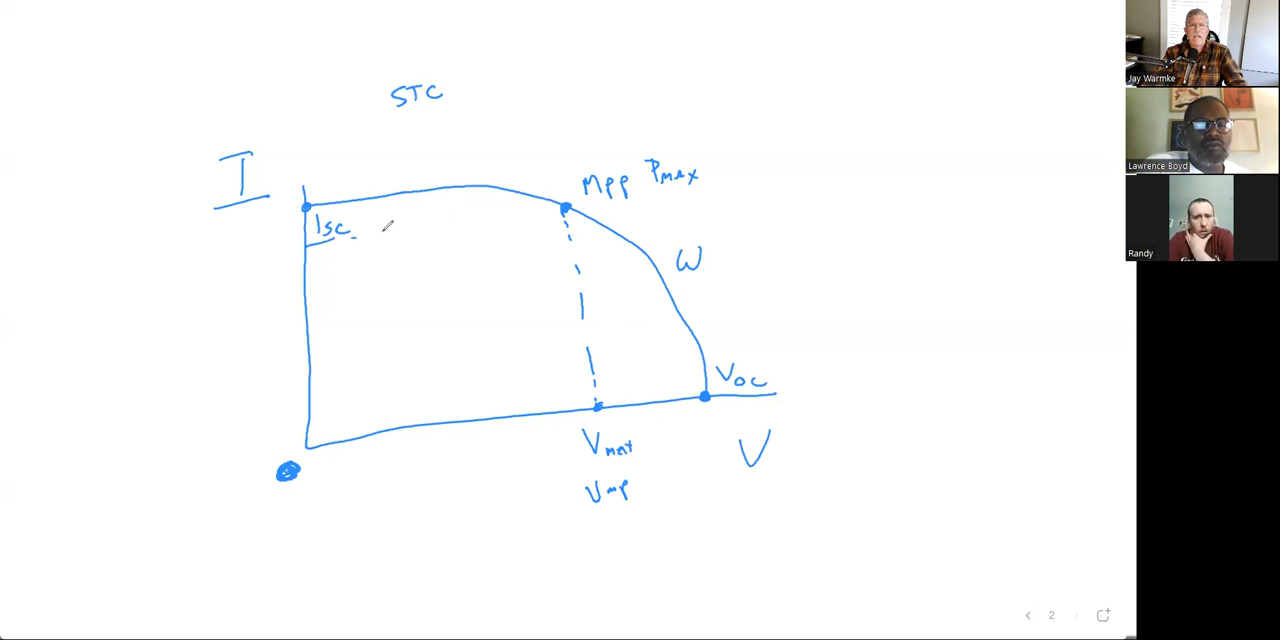 STC
I
MPP Pmax
Isc
W
Voc
Vmax
Vmp
V
2
Jay Warmke
Lawrence Boyd
Randy